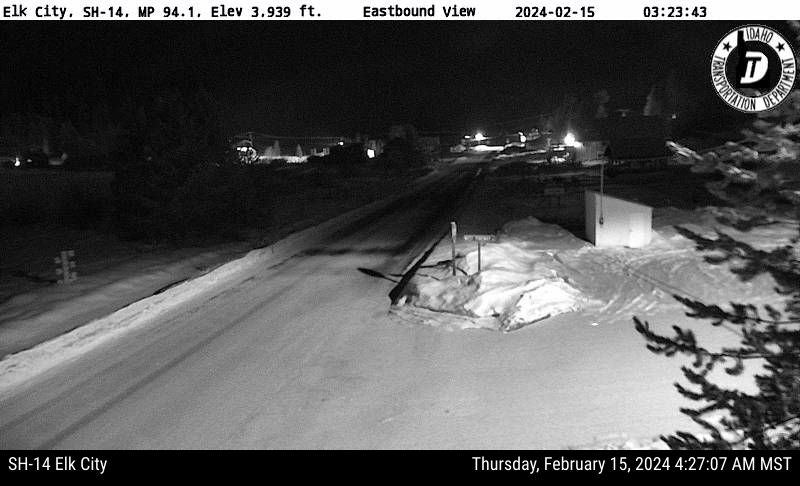 Elk City, SH-14, MP 94.1, Elev 3,939 ft. Eastbound View 2024-02-15 03:23:43
IDAHO
TRANSPORTATION DEPARTMENT
SH-14 Elk City Thursday, February 15, 2024 4:27:07 AM MST